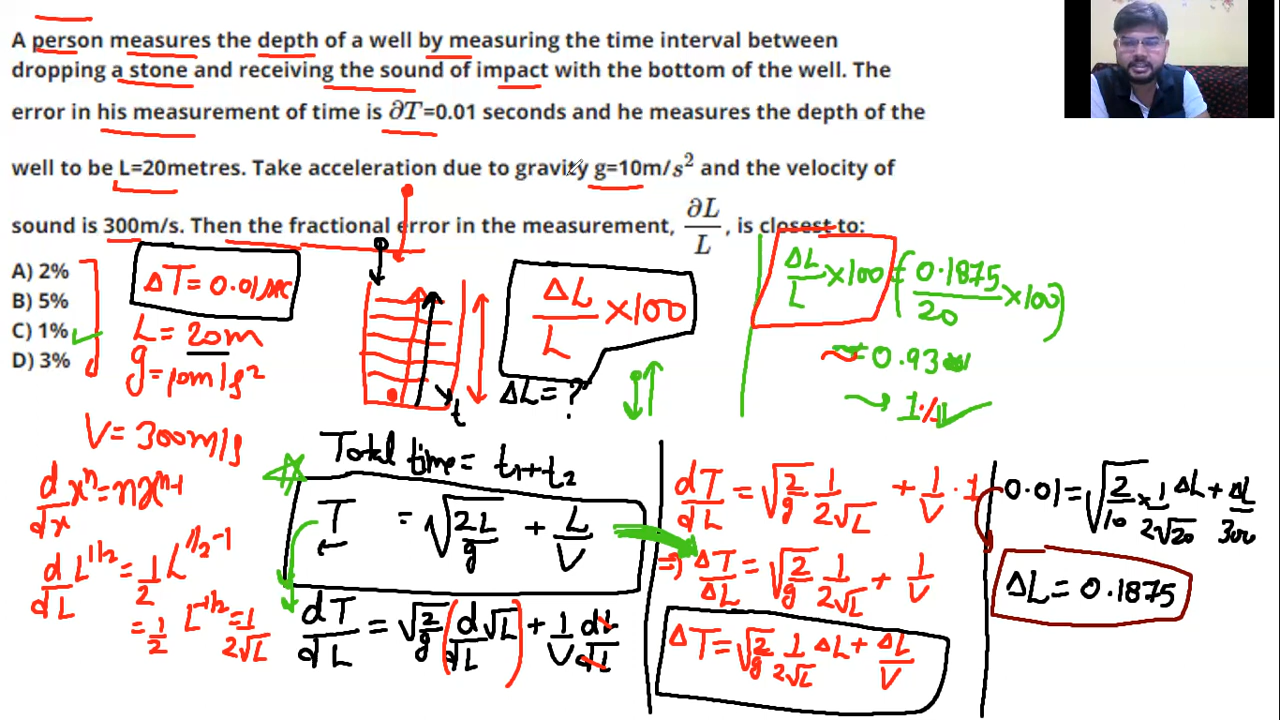 A person measures the depth of a well by measuring the time interval between
dropping a stone and receiving the sound of impact with the bottom of the well. The
error in his measurement of time is ∂T=0.01 seconds and he measures the depth of the
well to be L=20metres. Take acceleration due to gravity g=10m/s² and the velocity of
sound is 300m/s. Then the fractional error in the measurement, ∂L/L, is closest to:
A) 2%
B) 5%
C) 1%
D) 3%
ΔT = 0.01 sec
L = 20m
g = 10m/s²
V = 300m/s
d/dx xⁿ = nxⁿ⁻¹
d/dL L^1/2 = 1/2 L^1/2-1
= 1/2 L^-1/2 = 1/2√L
t
ΔL/L ×100
ΔL = ?
Total time = t₁+t₂
T = √2L/g + L/V
dT/dL = √2/g (d/dL √L) + 1/V dL/dL
dT/dL = √2/g 1/2√L + 1/V · 1
⇒ ΔT/ΔL = √2/g 1/2√L + 1/V
ΔT = √2/g 1/2√L ΔL + ΔL/V
0.01 = √2/10 × 1/2√20 ΔL + ΔL/300
ΔL = 0.1875
ΔL/L ×100 = (0.1875/20 ×100)
= 0.93
→ 1%